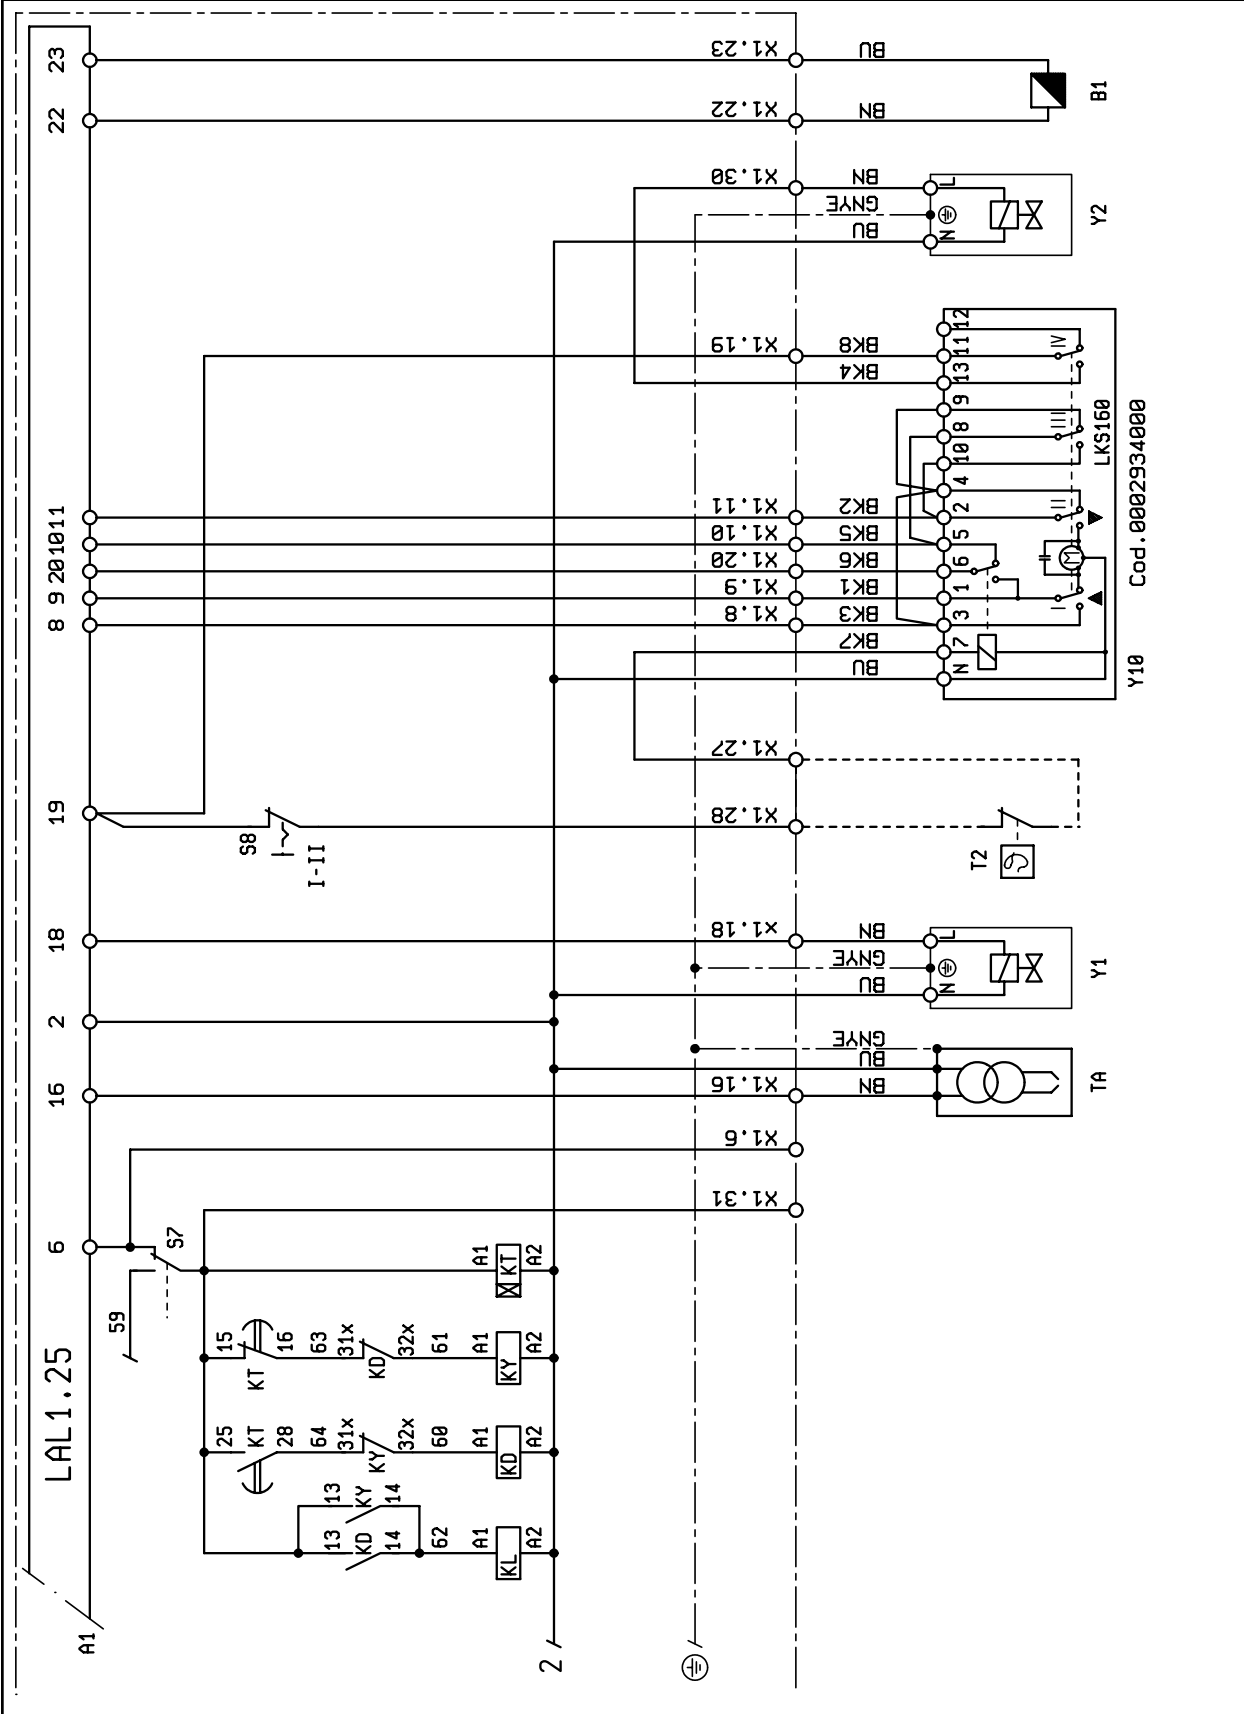 LAL1.25
A1
6
16
2
18
19
8
9
20
10
11
22
23
59
S7
S8
I-II
15
KT
16
63
31x
KD
32x
61
A1
KY
A2
A1
KT
A2
25
KT
28
64
31x
KY
32x
60
A1
KD
A2
13
KY
14
13
KD
14
62
A1
KL
A2
2
X1.31
X1.6
X1.16
x1.18
X1.28
X1.27
X1.8
X1.9
X1.20
X1.10
X1.11
X1.19
X1.30
X1.22
X1.23
BN
BU
GNYE
BU
GNYE
BN
BU
BK7
BK3
BK1
BK6
BK5
BK2
BK4
BK8
BU
GNYE
BN
BN
BU
TA
N
L
Y1
T2
N
7
3
1
6
5
2
4
10
8
9
13
11
12
I
II
III
IV
M
LKS160
Y10
Cod.0002934000
N
L
Y2
B1